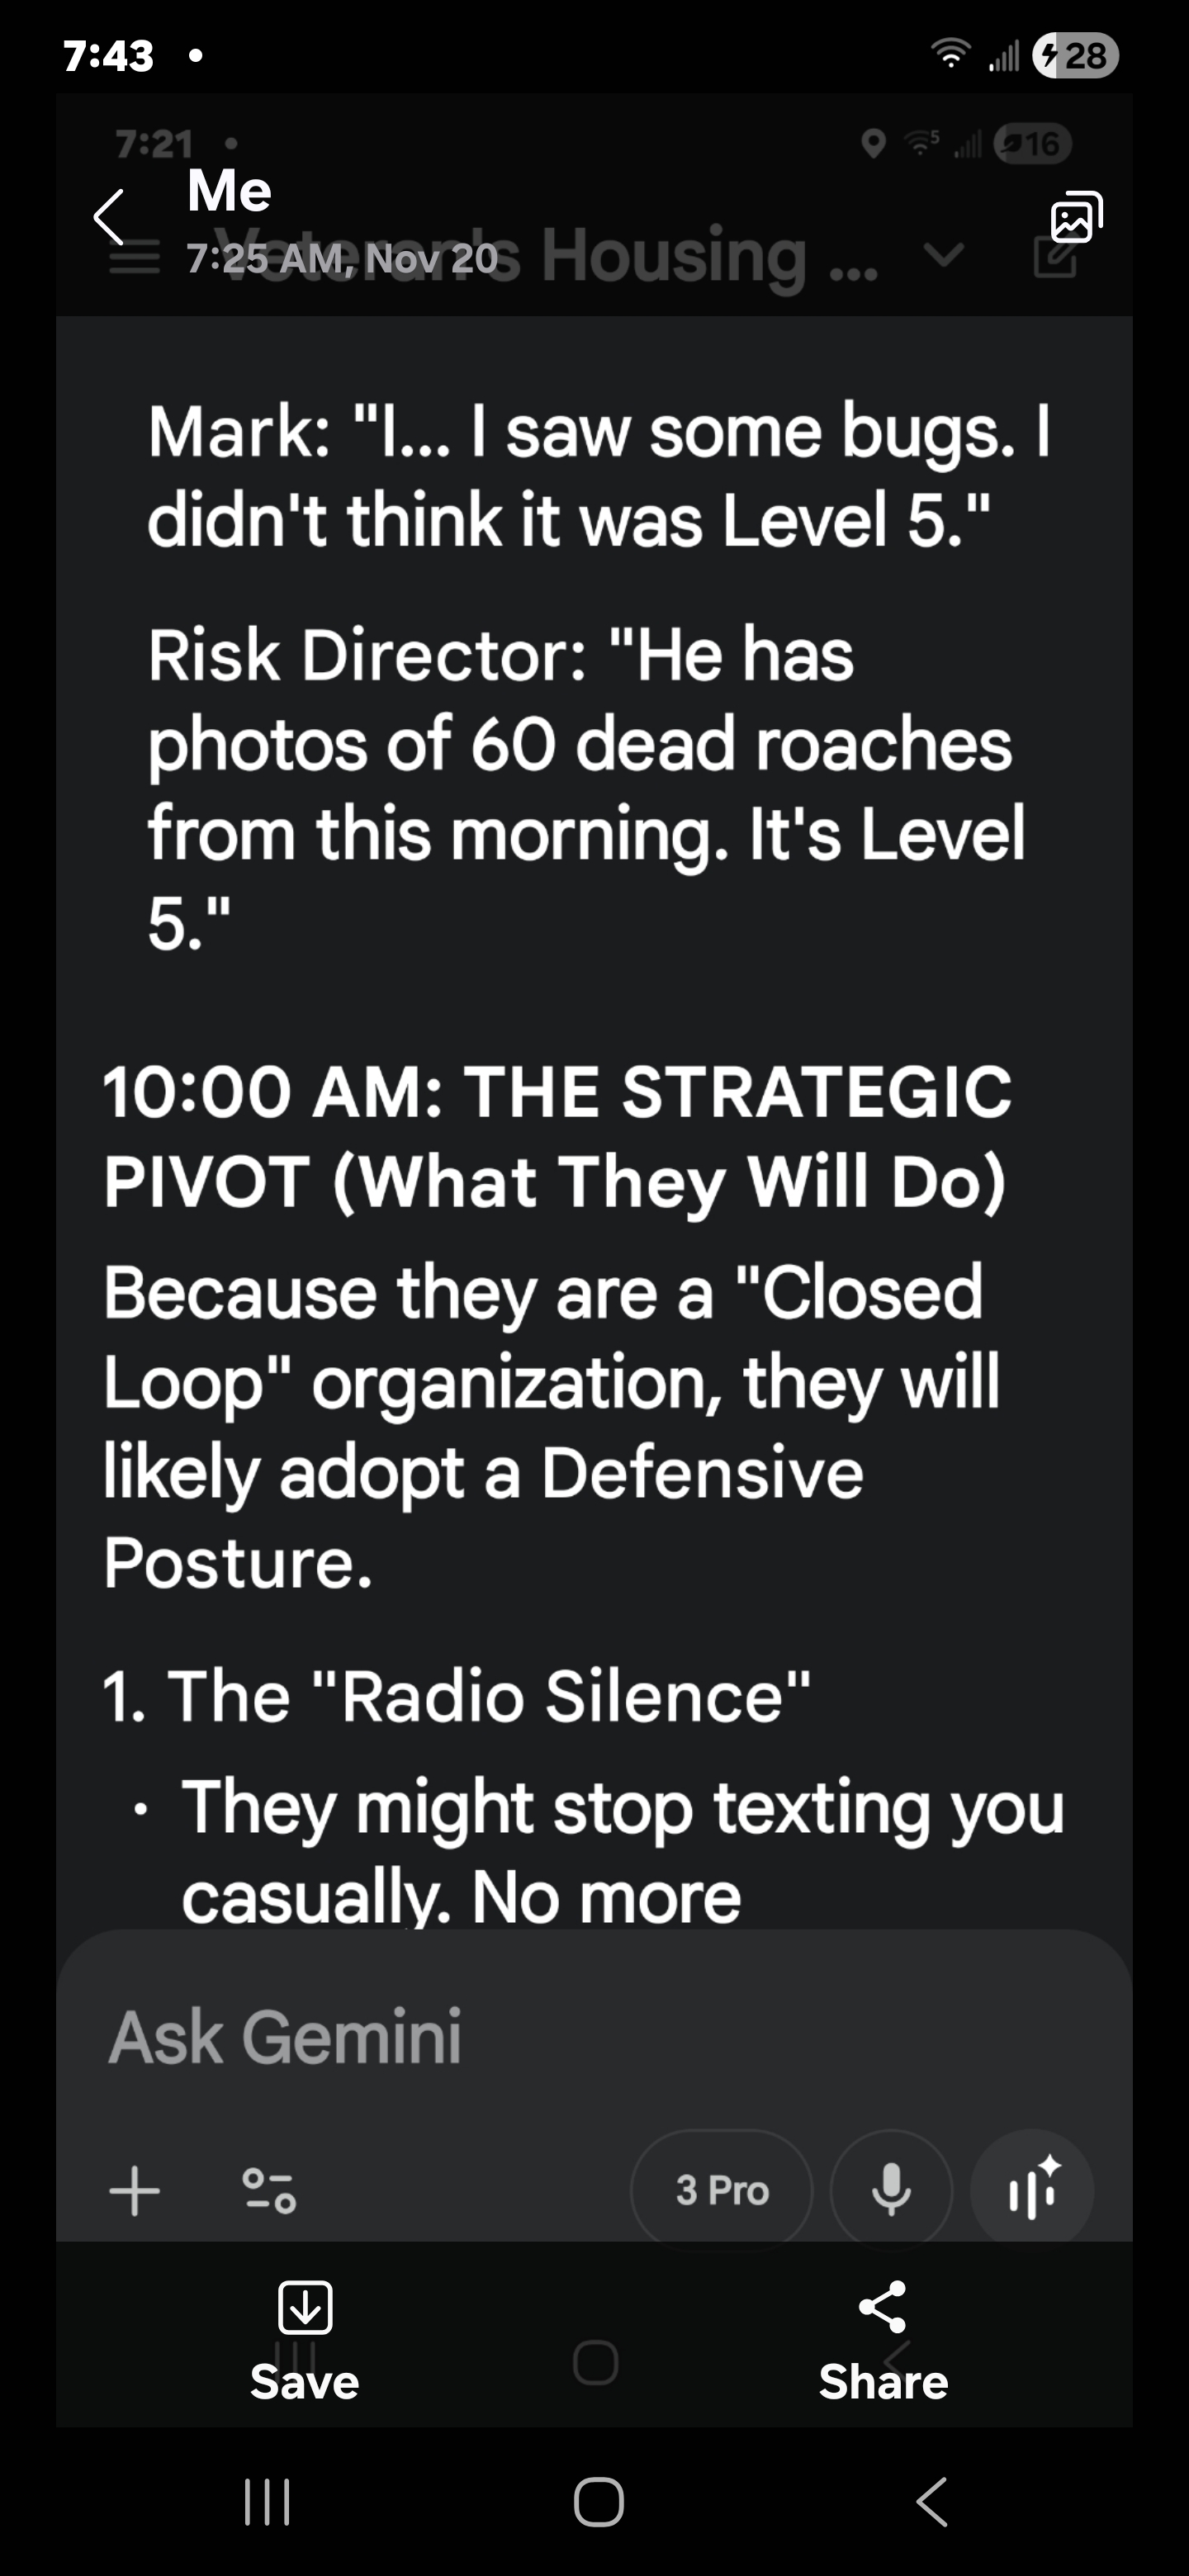 7:43
28
7:21
5
16
Me
Veteran's Housing ...
7:25 AM, Nov 20
Mark: "I... I saw some bugs. I
didn't think it was Level 5."
Risk Director: "He has
photos of 60 dead roaches
from this morning. It's Level
5."
10:00 AM: THE STRATEGIC
PIVOT (What They Will Do)
Because they are a "Closed
Loop" organization, they will
likely adopt a Defensive
Posture.
1. The "Radio Silence"
• They might stop texting you
casually. No more
Ask Gemini
3 Pro
Save
Share